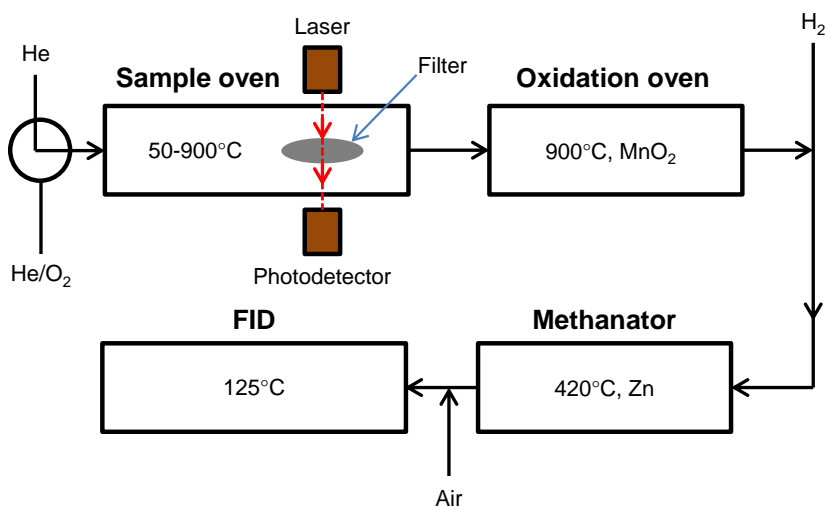 Laser
H₂
He
Sample oven
Filter
Oxidation oven
50-900°C
900°C, MnO₂
He/O₂
Photodetector
FID
Methanator
125°C
420°C, Zn
Air